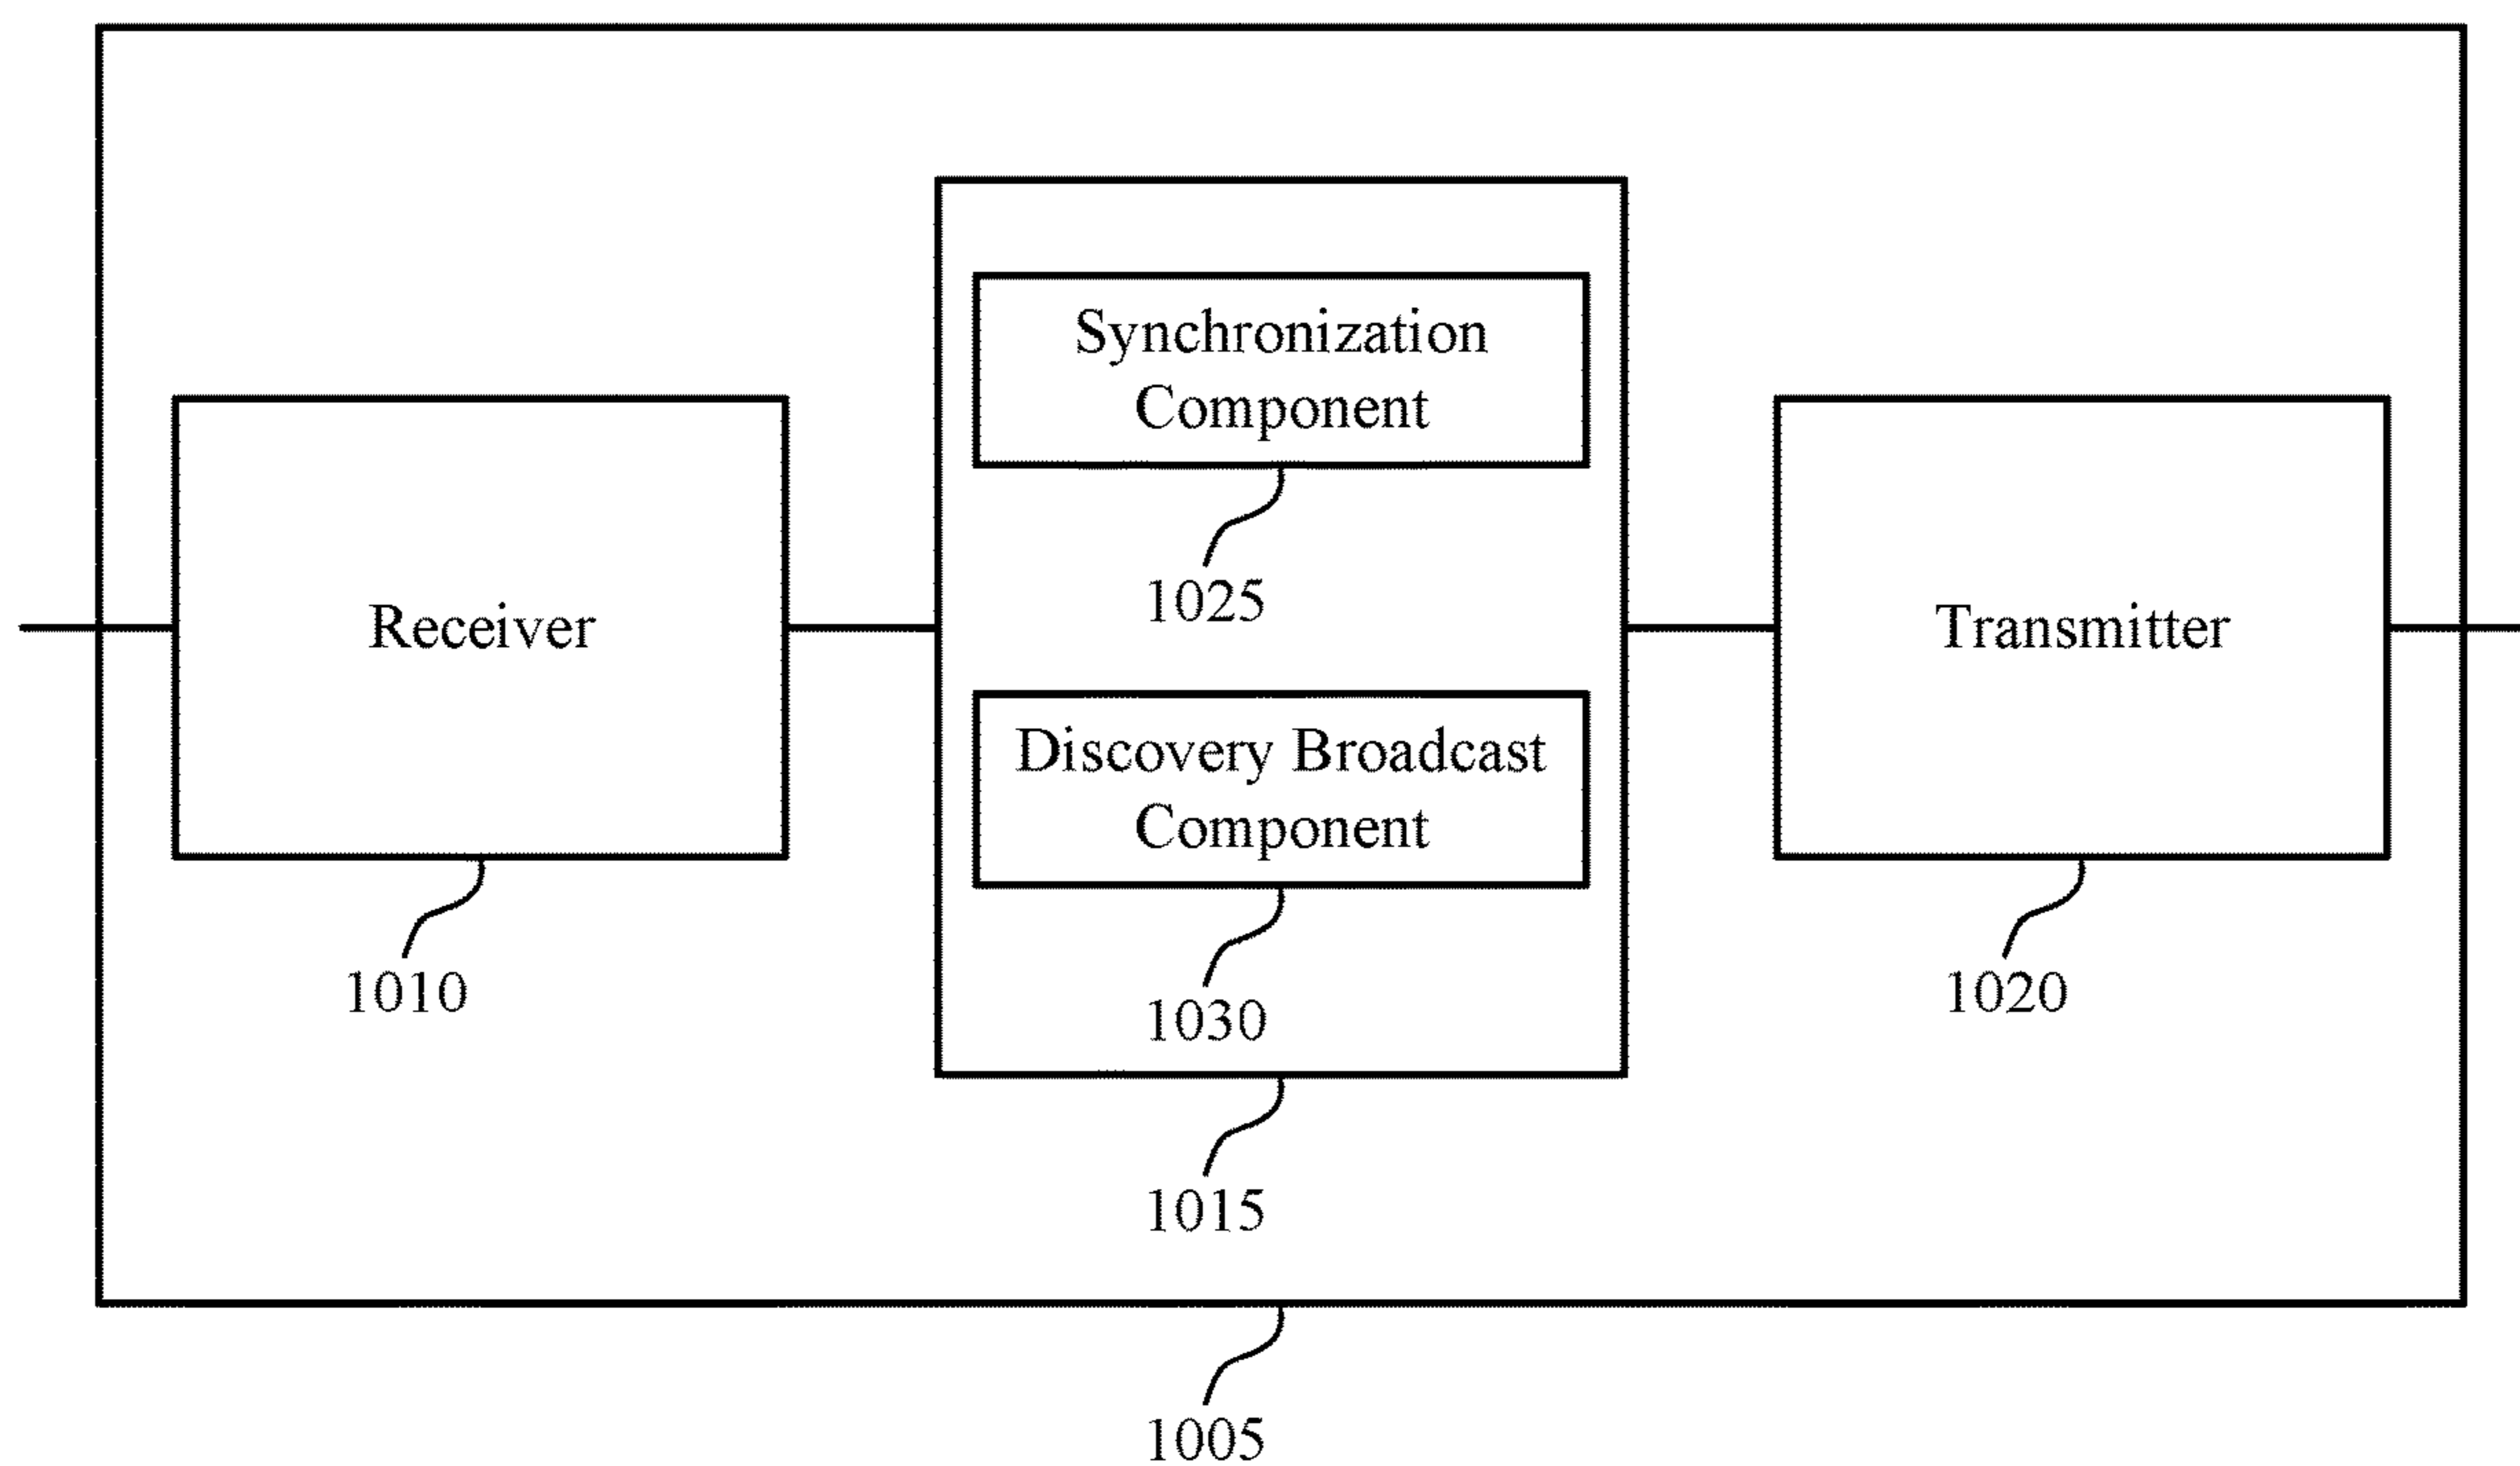 Synchronization
Component
1025
Receiver
Transmitter
Discovery Broadcast
Component
1010
1030
1020
1015
1005